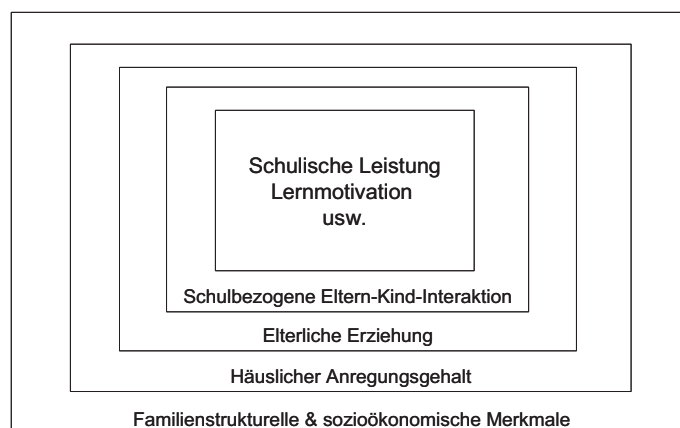 Schulische Leistung
Lernmotivation
usw.
Schulbezogene Eltern-Kind-Interaktion
Elterliche Erziehung
Häuslicher Anregungsgehalt
Familienstrukturelle & sozioökonomische Merkmale